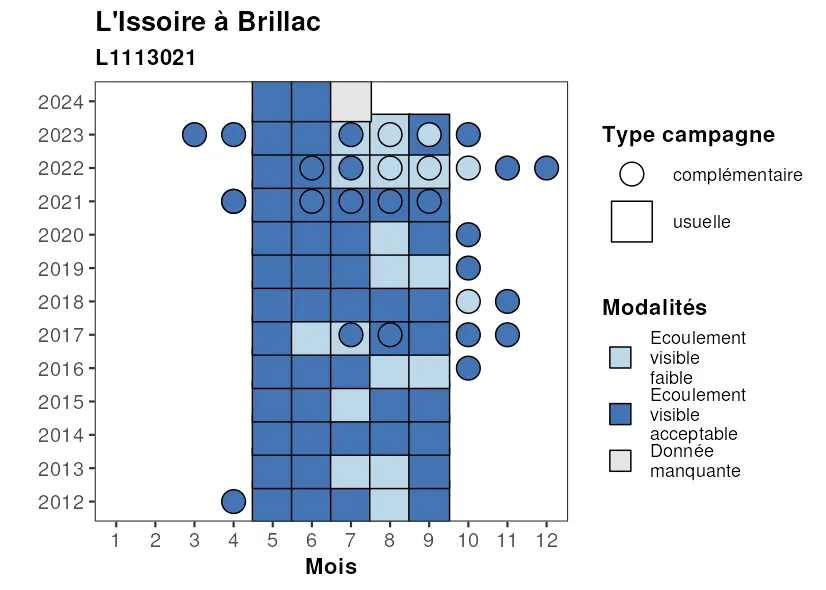 L'Issoire à Brillac
L1113021
2024
2023
2022
2021
2020
2019
2018
2017
2016
2015
2014
2013
2012
1 2 3 4 5 6 7 8 9 10 11 12
Mois
Type campagne
complémentaire
usuelle
Modalités
Ecoulement
visible
faible
Ecoulement
visible
acceptable
Donnée
manquante